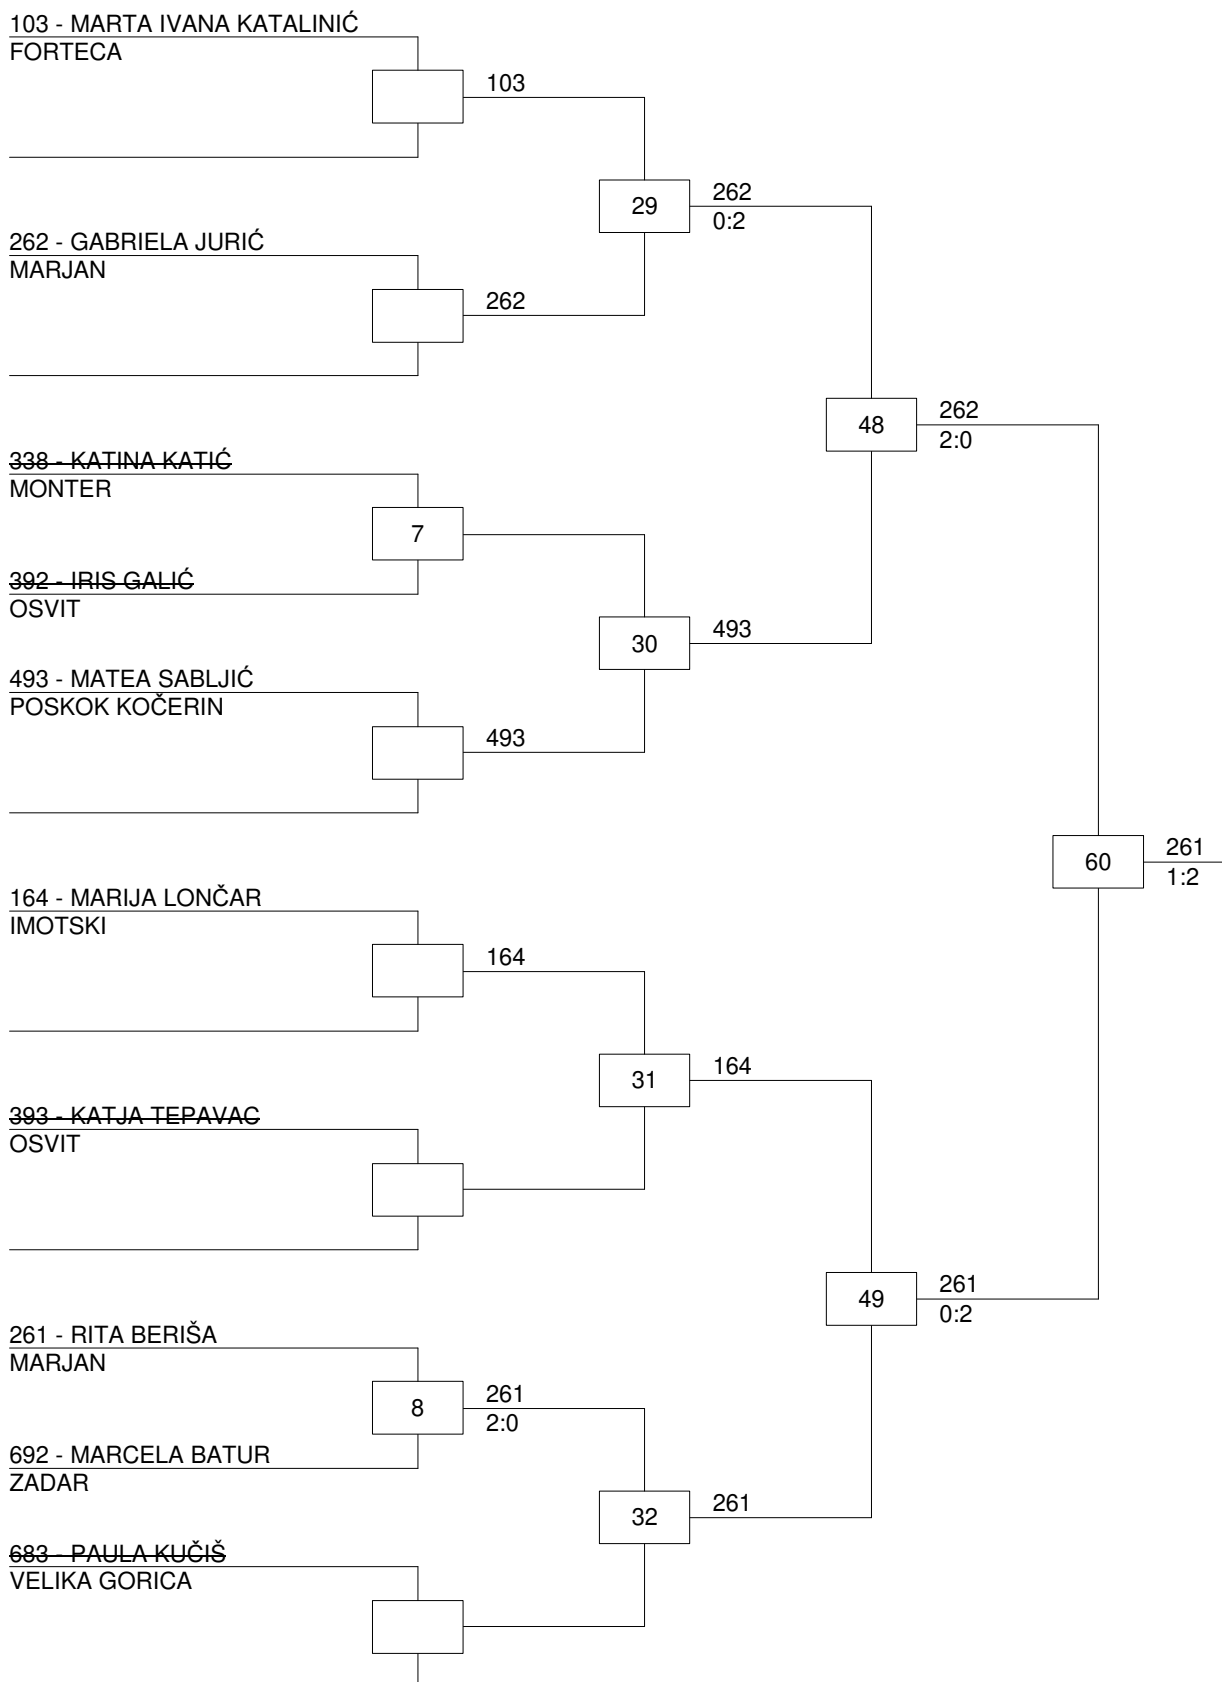 103 - MARTA IVANA KATALINIĆ
FORTECA
103
29
262
0:2
262 - GABRIELA JURIĆ
MARJAN
262
48
262
2:0
338 - KATINA KATIĆ
MONTER
7
392 - IRIS GALIĆ
OSVIT
30
493
493 - MATEA SABLJIĆ
POSKOK KOČERIN
493
60
261
1:2
164 - MARIJA LONČAR
IMOTSKI
164
31
164
393 - KATJA TEPAVAC
OSVIT
49
261
0:2
261 - RITA BERIŠA
MARJAN
8
261
2:0
692 - MARCELA BATUR
ZADAR
32
261
683 - PAULA KUČIŠ
VELIKA GORICA